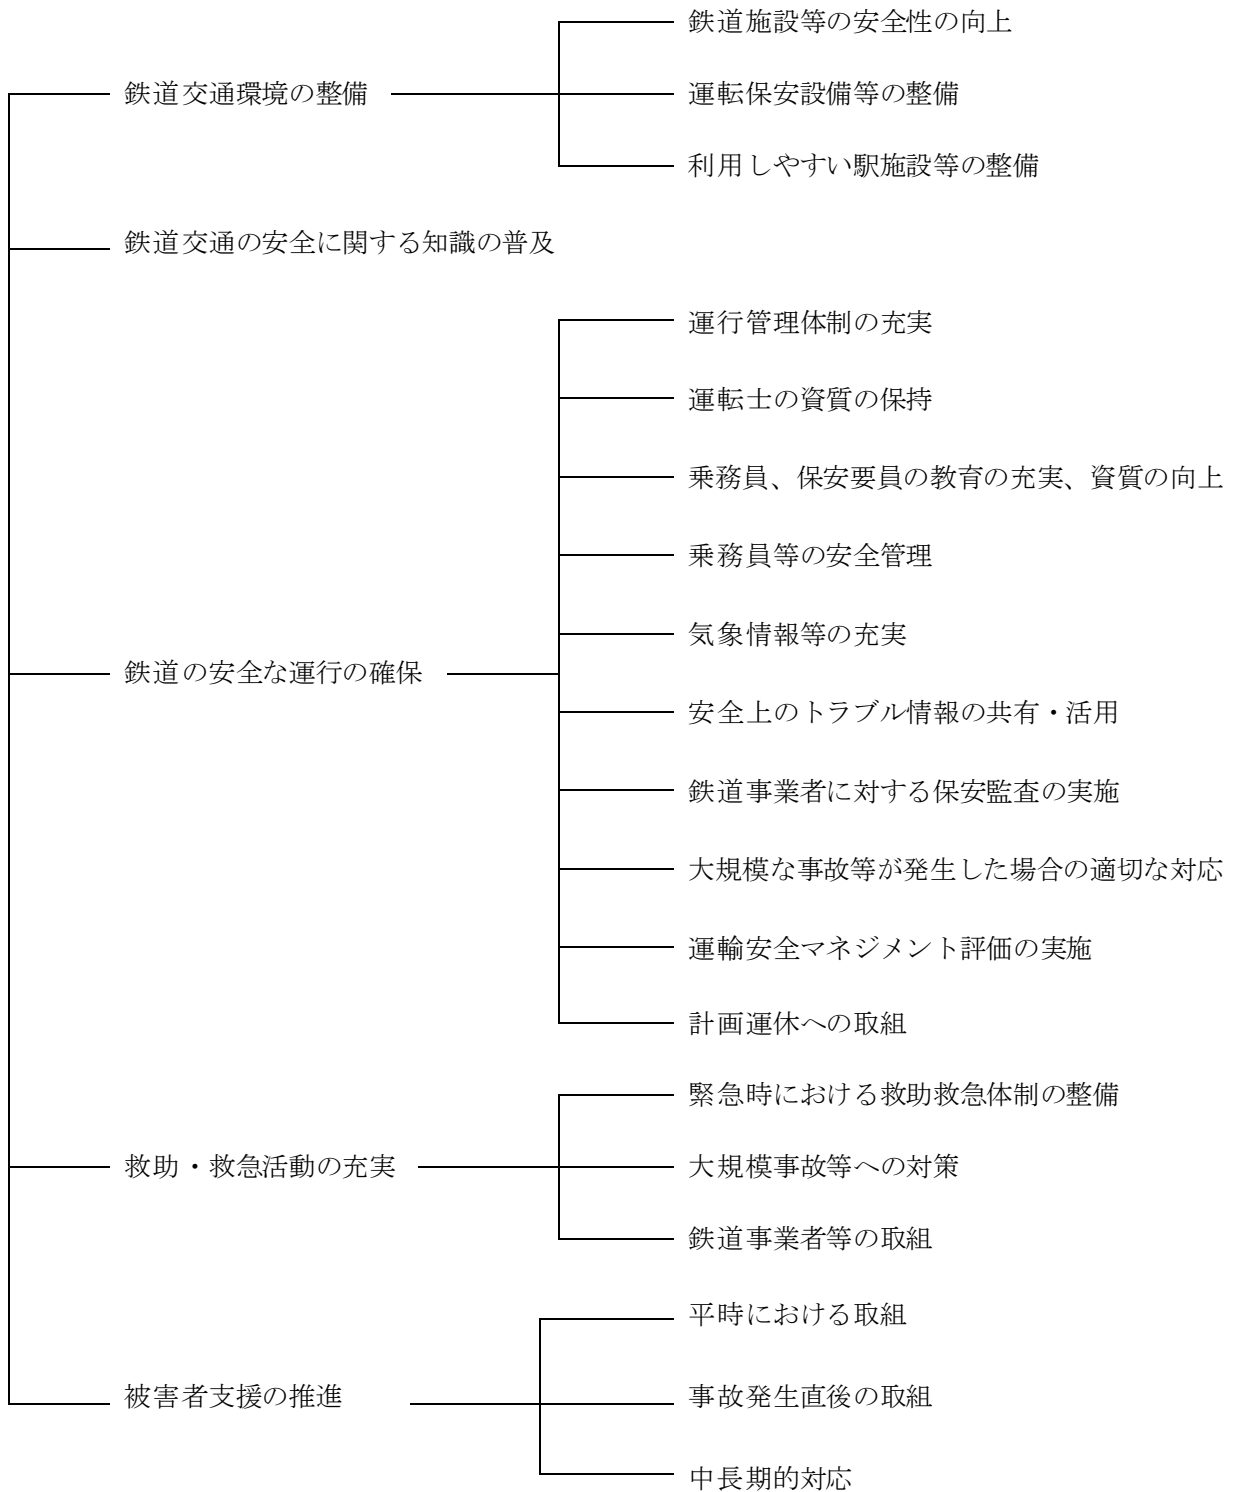 鉄道交通環境の整備
鉄道施設等の安全性の向上
運転保安設備等の整備
利用しやすい駅施設等の整備
鉄道交通の安全に関する知識の普及
鉄道の安全な運行の確保
運行管理体制の充実
運転士の資質の保持
乗務員、保安要員の教育の充実、資質の向上
乗務員等の安全管理
気象情報等の充実
安全上のトラブル情報の共有・活用
鉄道事業者に対する保安監査の実施
大規模な事故等が発生した場合の適切な対応
運輸安全マネジメント評価の実施
計画運休への取組
救助・救急活動の充実
緊急時における救助救急体制の整備
大規模事故等への対策
鉄道事業者等の取組
被害者支援の推進
平時における取組
事故発生直後の取組
中長期的対応